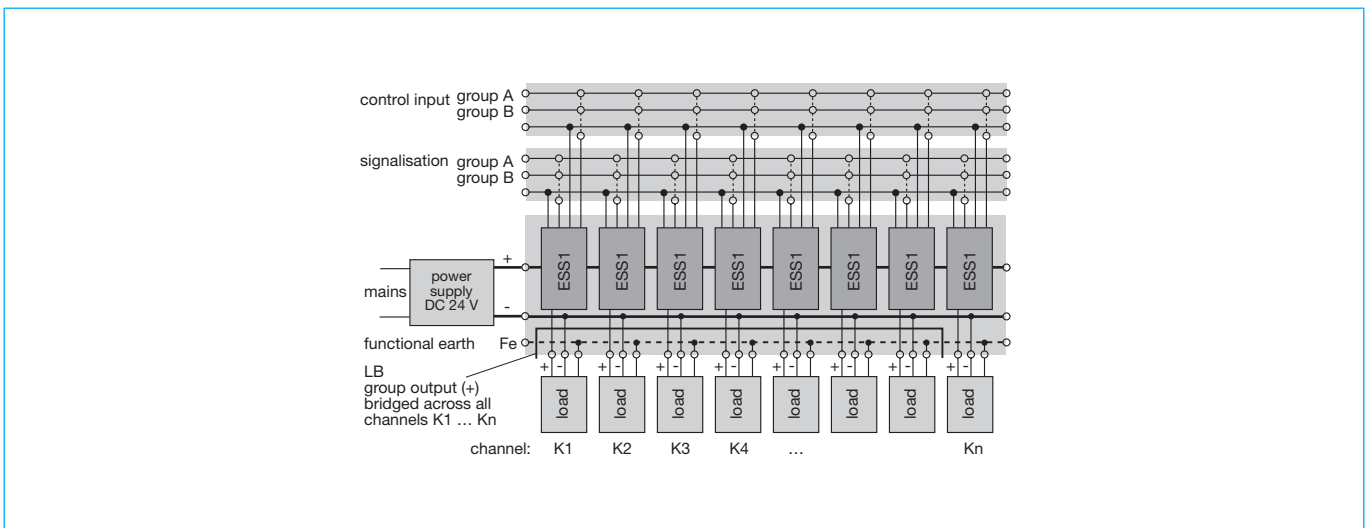 control input group A
group B
signalisation group A
group B
ESS1 ESS1 ESS1 ESS1 ESS1 ESS1 ESS1 ESS1
+
mains power
supply
DC 24 V
-
functional earth Fe
LB
group output (+)
bridged across all
channels K1 ... Kn
+ - + - + - + - + - + - + - + -
load load load load load load load load
channel: K1 K2 K3 K4 ... Kn